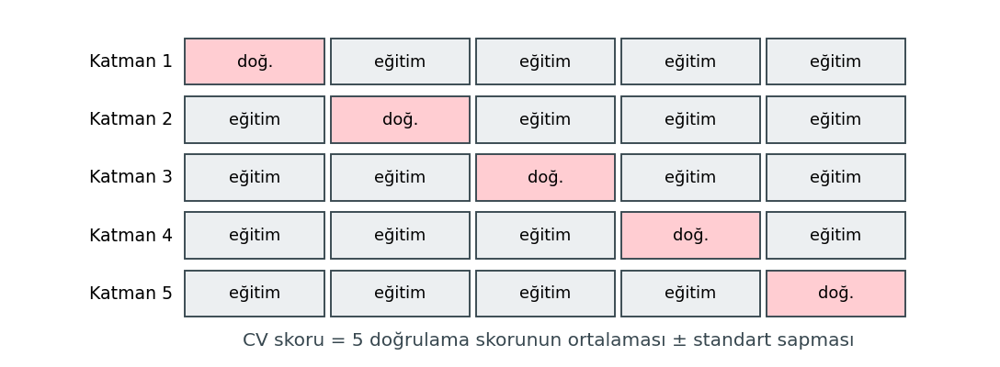 Katman 1 doğ. eğitim eğitim eğitim eğitim
Katman 2 eğitim doğ. eğitim eğitim eğitim
Katman 3 eğitim eğitim doğ. eğitim eğitim
Katman 4 eğitim eğitim eğitim doğ. eğitim
Katman 5 eğitim eğitim eğitim eğitim doğ.
CV skoru = 5 doğrulama skorunun ortalaması ± standart sapması